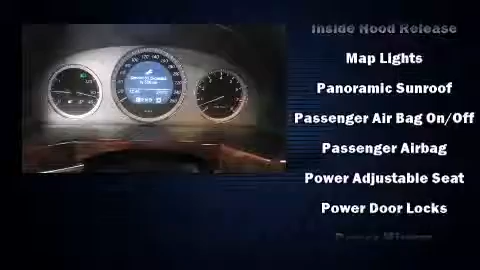 Inside Hood Release
Map Lights
Panoramic Sunroof
Passenger Air Bag On/Off
Passenger Airbag
Power Adjustable Seat
Power Door Locks